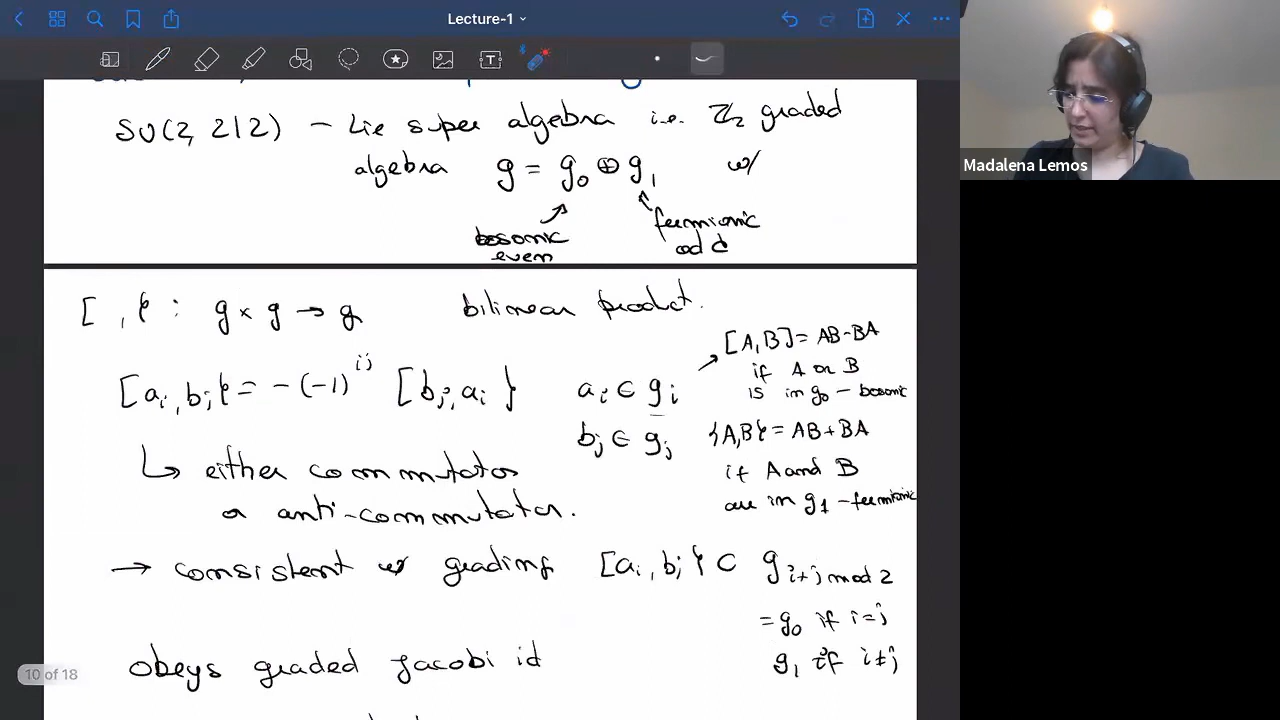 Lecture-1
Madalena Lemos
SU(2,2|2) - Lie super algebra i.e. ℤ₂ graded
algebra g = g₀ ⊕ g₁ w/
bosonic
even
fermionic
odd
[ , } : g × g → g bilinear product.
[aᵢ, bⱼ} = -(-1)^{ij} [bⱼ, aᵢ} aᵢ ∈ gᵢ
bⱼ ∈ gⱼ
→ [A,B] = AB-BA
if A or B
is in g₀ - bosonic
{A,B} = AB+BA
if A and B
are in g₁ - fermionic
↳ either commutator
or anti-commutator.
→ consistent w/ grading [aᵢ, bⱼ} ⊂ g_{i+j mod 2}
= g₀ if i=j
g₁ if i≠j
obeys graded Jacobi id
10 of 18